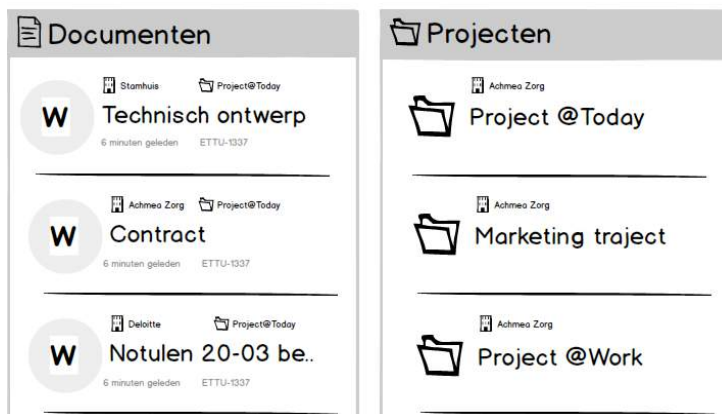 Documenten
Stamhuis Project@Today
W
Technisch ontwerp
6 minuten geleden ETTU-1337
Achmea Zorg Project@Today
W
Contract
6 minuten geleden ETTU-1337
Deloitte Project@Today
W
Notulen 20-03 be..
6 minuten geleden ETTU-1337
Projecten
Achmea Zorg
Project @Today
Achmea Zorg
Marketing traject
Achmea Zorg
Project @Work